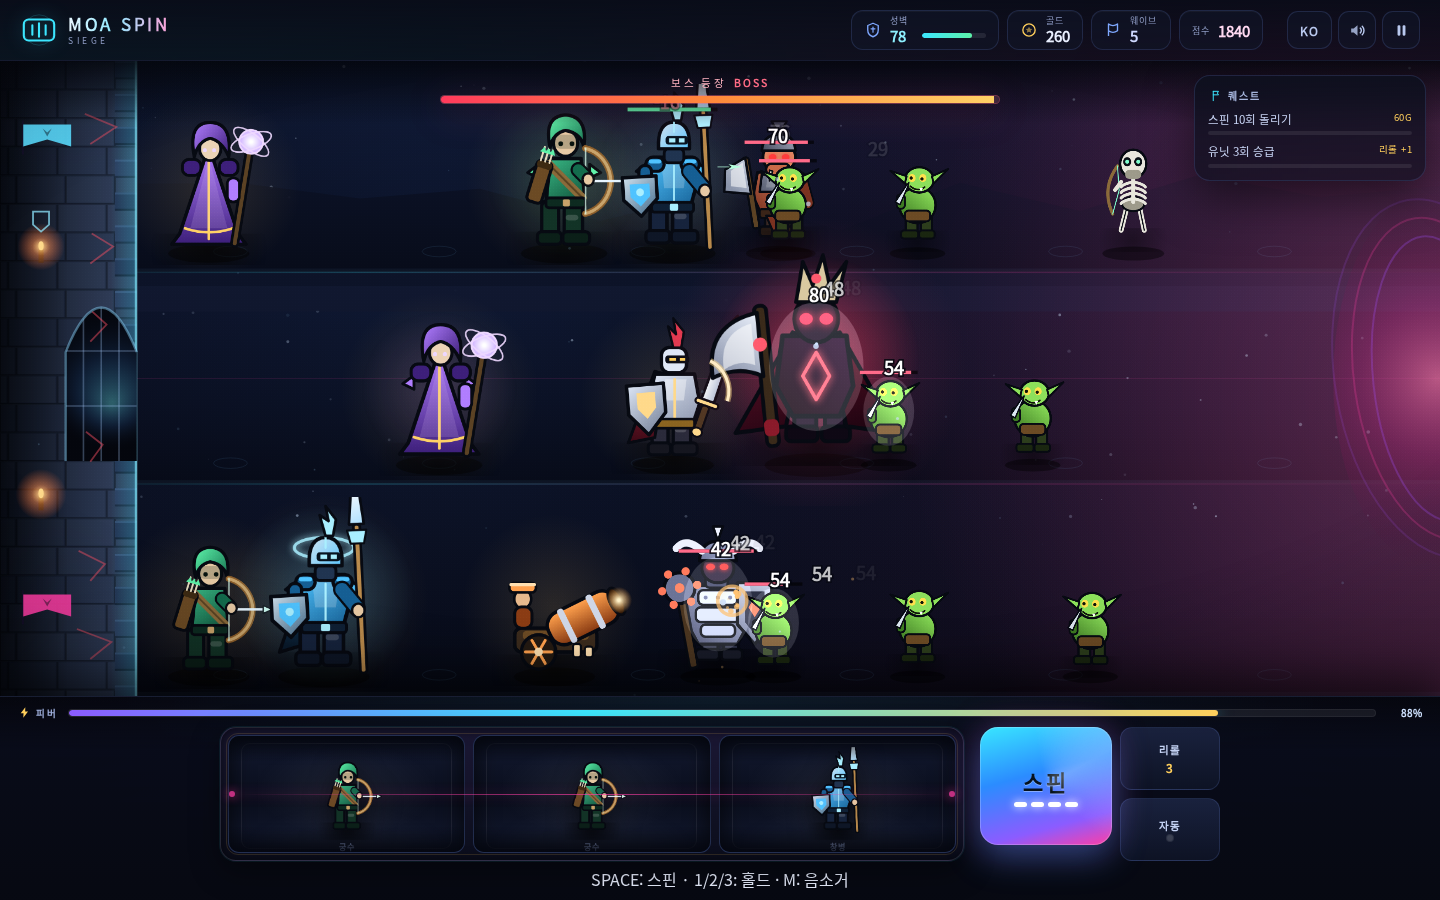 MOA SPIN
SIEGE
성벽
78
골드
260
웨이브
5
점수 1840
KO
보스 등장 BOSS
퀘스트
스핀 10회 돌리기 60G
유닛 3회 승급 리롤 +1
70
29
80
48
48
54
42
42
42
54
54
54
피버
88%
궁수
궁수
창병
스핀
리롤
3
자동
SPACE: 스핀 · 1/2/3: 홀드 · M: 음소거